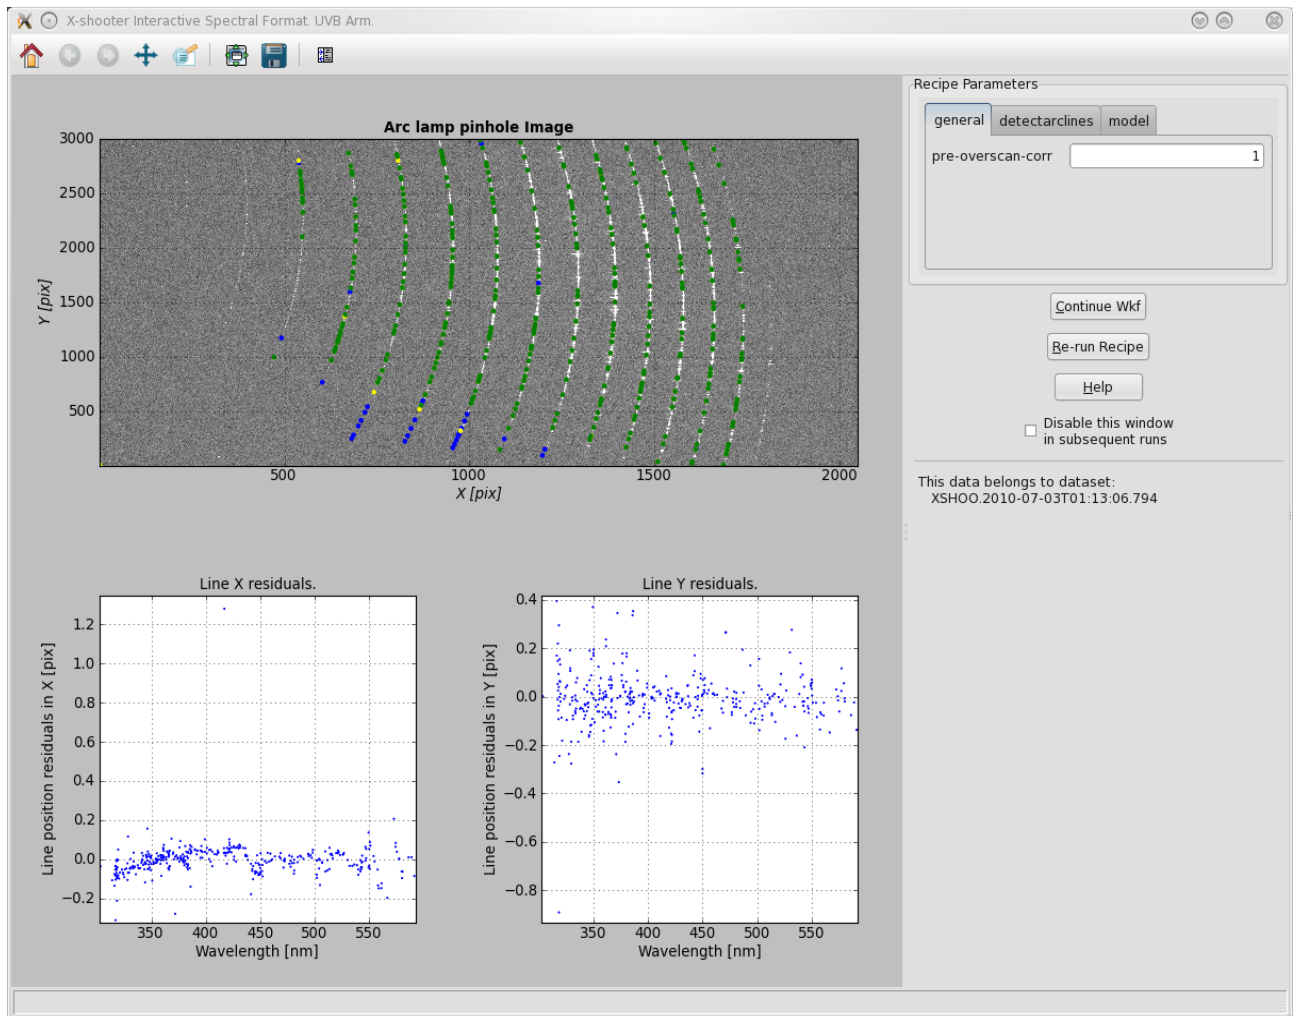 X-shooter Interactive Spectral Format. UVB Arm.
Recipe Parameters
general
detectarclines
model
pre-overscan-corr
1
Continue Wkf
Re-run Recipe
Help
Disable this window
in subsequent runs
This data belongs to dataset:
XSHOO.2010-07-03T01:13:06.794
Arc lamp pinhole Image
3000
2500
2000
1500
1000
500
Y [pix]
500
1000
1500
2000
X [pix]
Line X residuals.
1.2
1.0
0.8
0.6
0.4
0.2
0.0
−0.2
Line position residuals in X [pix]
350
400
450
500
550
Wavelength [nm]
Line Y residuals.
0.4
0.2
0.0
−0.2
−0.4
−0.6
−0.8
Line position residuals in Y [pix]
350
400
450
500
550
Wavelength [nm]